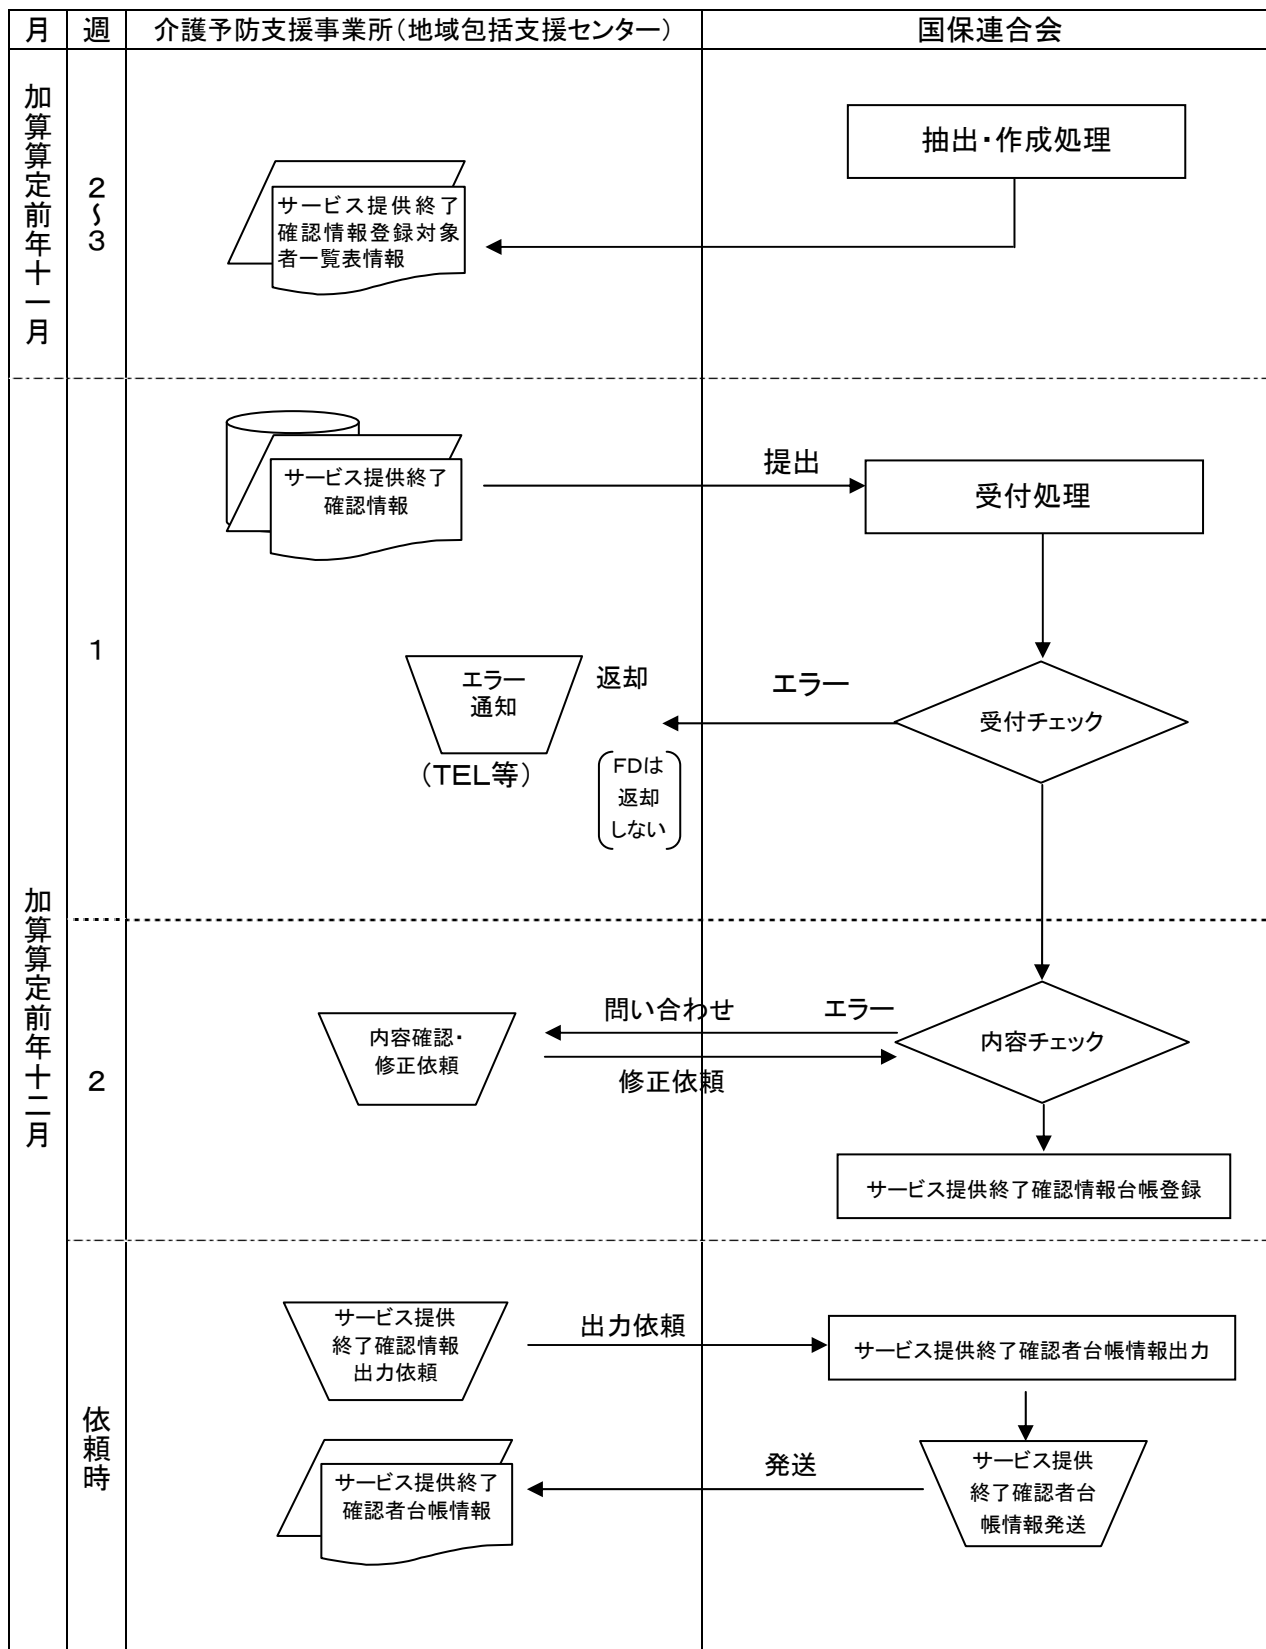 月
週
介護予防支援事業所（地域包括支援センター）
国保連合会
加算算定前年十一月
２～３
抽出・作成処理
サービス提供終了
確認情報登録対象
者一覧表情報
加算算定前年十二月
１
サービス提供終了
確認情報
提出
受付処理
エラー
通知
（ＴＥＬ等）
返却
ＦＤは
返却
しない
エラー
受付チェック
２
内容確認・
修正依頼
問い合わせ
エラー
修正依頼
内容チェック
サービス提供終了確認情報台帳登録
依頼時
サービス提供
終了確認情報
出力依頼
出力依頼
サービス提供終了確認者台帳情報出力
サービス提供終了
確認者台帳情報
発送
サービス提供
終了確認者台
帳情報発送